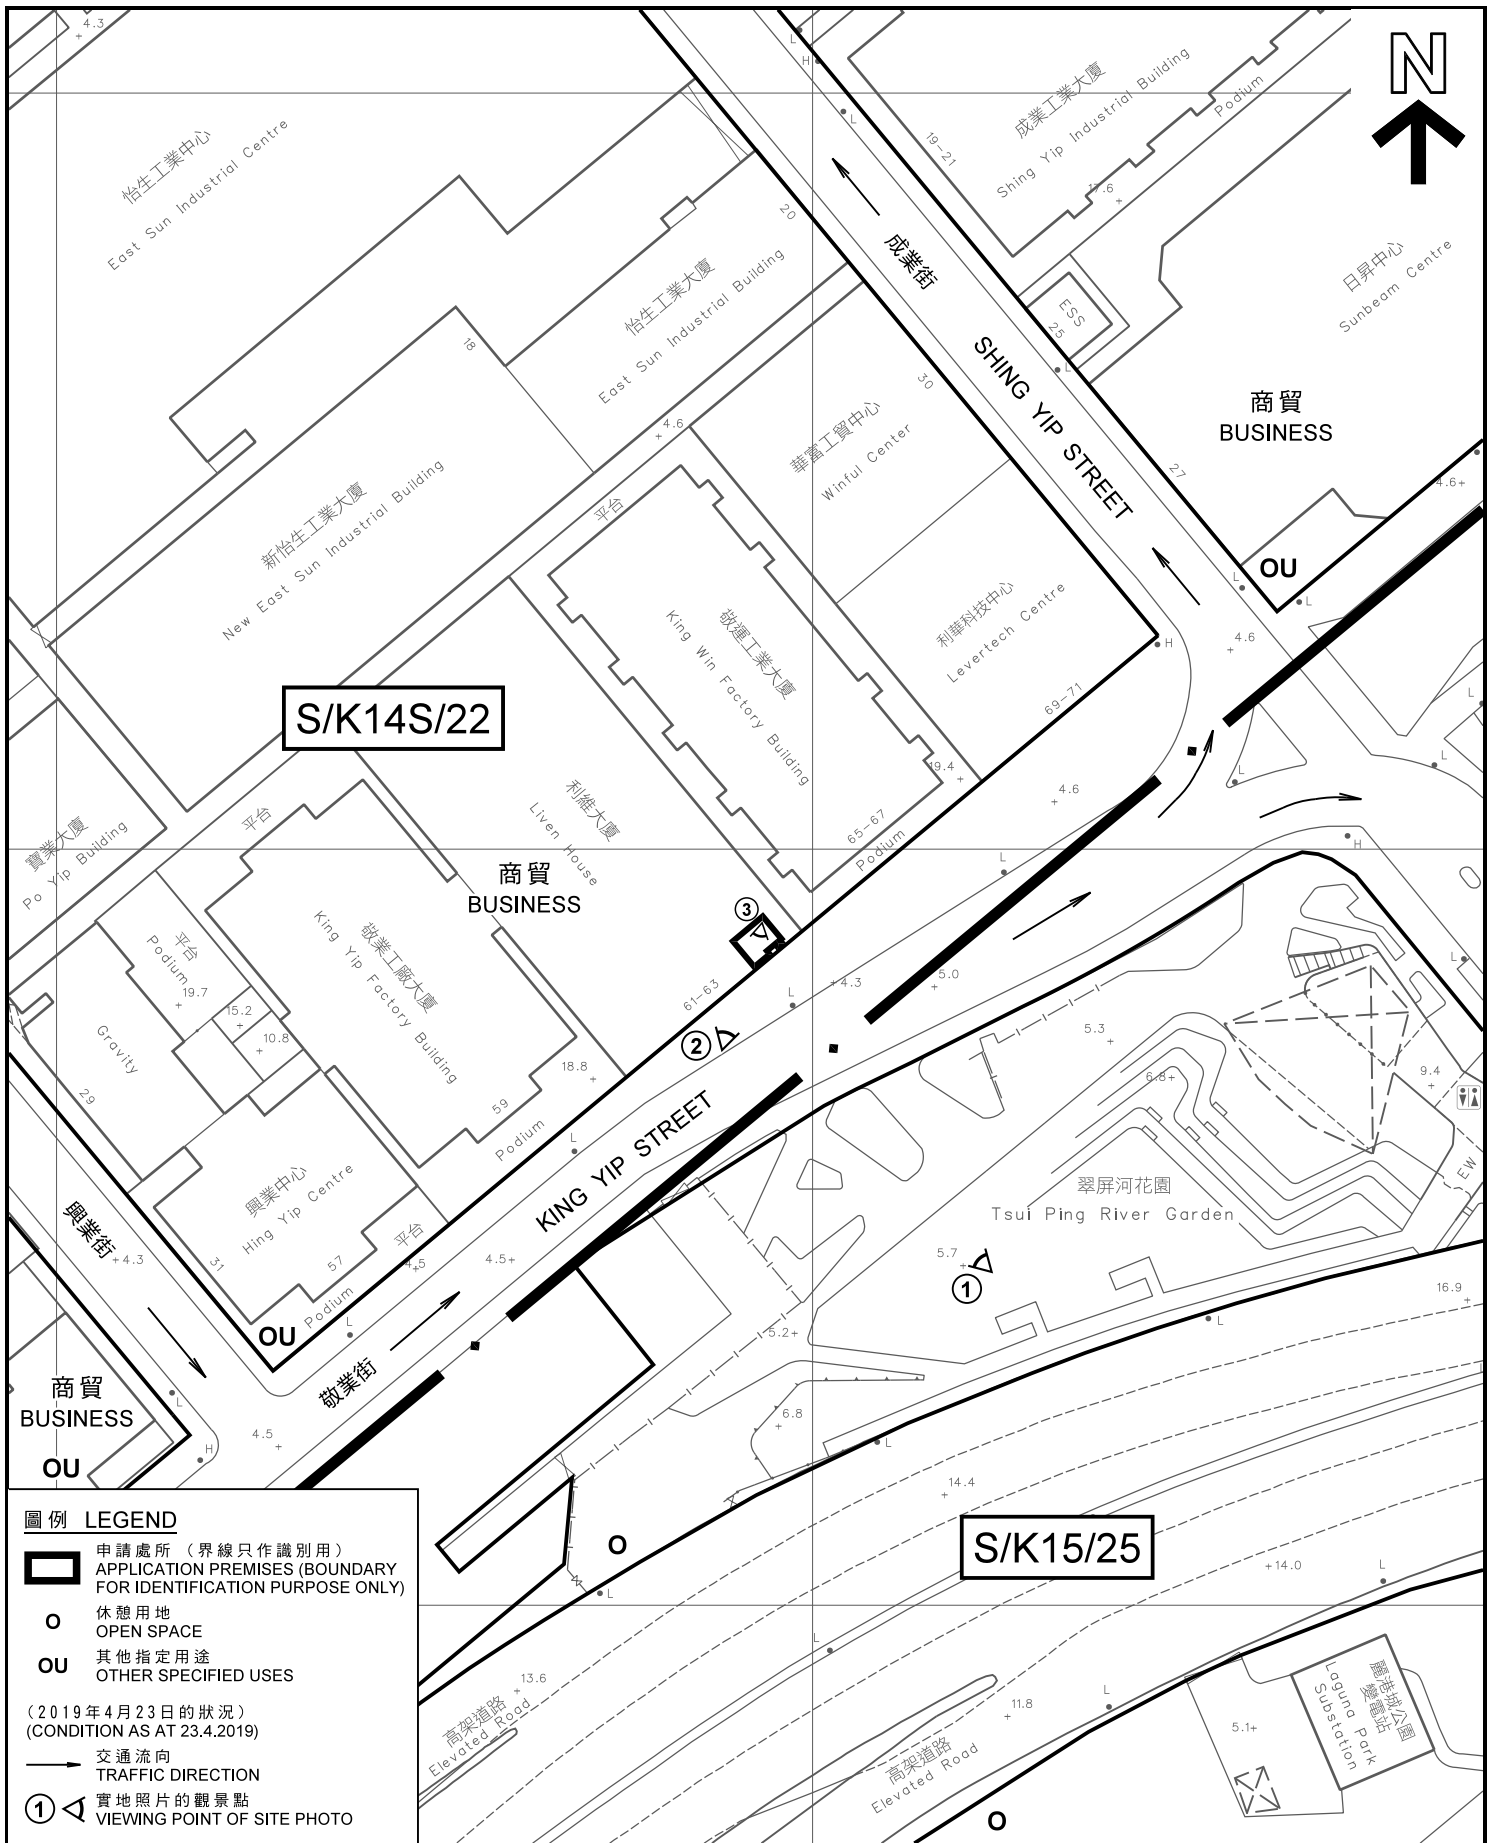 4.3
N
怡生工業中心
East Sun Industrial Centre
成業工業大廈
Shing Yip Industrial Building
Podium
19-21
17.6
L
H
L
20
成業街
怡生工業大廈
East Sun Industrial Building
日昇中心
Sunbeam Centre
ESS
25
L
18
30
SHING YIP STREET
商貿
BUSINESS
4.6
華富工貿中心
Winful Center
27
4.6
新怡生工業大廈
New East Sun Industrial Building
平台
OU
L
L
敬運工業大廈
King Win Factory Building
利華科技中心
Levertech Centre
H
4.6
69-71
S/K14S/22
19.4
4.6
L
L
L
利維大廈
Liven House
平台
寶業大廈
Po Yip Building
65-67
Podium
L
H
商貿
BUSINESS
3
平台
Podium
19.7
敬業工廠大廈
King Yip Factory Building
61-63
4.3
5.0
L
L
15.2
10.8
Gravity
2
5.3
6.8
9.4
29
18.8
59
Podium
L
KING YIP STREET
EW
興業中心
Hing Yip Centre
翠屏河花園
Tsui Ping River Garden
興業街
4.3
平台
4.5
4.5
31
57
Podium
5.7
1
16.9
OU
L
5.2
L
敬業街
商貿
BUSINESS
L
6.8
4.5
H
L
OU
14.4
圖例 LEGEND
申請處所 （界線只作識別用）
APPLICATION PREMISES (BOUNDARY
FOR IDENTIFICATION PURPOSE ONLY)
O
休憩用地
OPEN SPACE
OU
其他指定用途
OTHER SPECIFIED USES
（2019年4月23日的狀況）
(CONDITION AS AT 23.4.2019)
交通流向
TRAFFIC DIRECTION
1
實地照片的觀景點
VIEWING POINT OF SITE PHOTO
O
L
S/K15/25
14.0
L
L
13.6
高架道路
Elevated Road
11.8
L
高架道路
Elevated Road
麗港城公園
變電站
Laguna Park
Substation
5.1
O